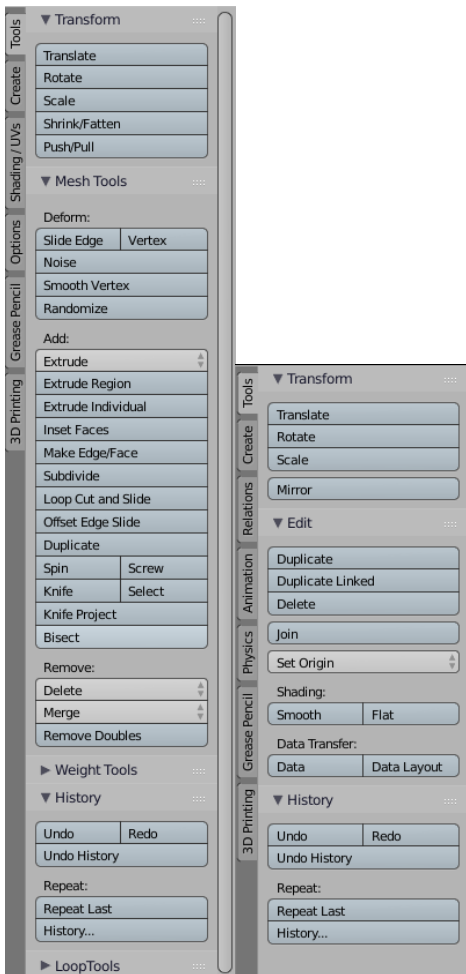 Tools
Create
Shading / UVs
Options
Grease Pencil
3D Printing
Transform
Translate
Rotate
Scale
Shrink/Fatten
Push/Pull
Mesh Tools
Deform:
Slide Edge Vertex
Noise
Smooth Vertex
Randomize
Add:
Extrude
Extrude Region
Extrude Individual
Inset Faces
Make Edge/Face
Subdivide
Loop Cut and Slide
Offset Edge Slide
Duplicate
Spin Screw
Knife Select
Knife Project
Bisect
Remove:
Delete
Merge
Remove Doubles
Weight Tools
History
Undo Redo
Undo History
Repeat:
Repeat Last
History...
LoopTools
Tools
Create
Relations
Animation
Physics
Grease Pencil
3D Printing
Transform
Translate
Rotate
Scale
Mirror
Edit
Duplicate
Duplicate Linked
Delete
Join
Set Origin
Shading:
Smooth Flat
Data Transfer:
Data Data Layout
History
Undo Redo
Undo History
Repeat:
Repeat Last
History...